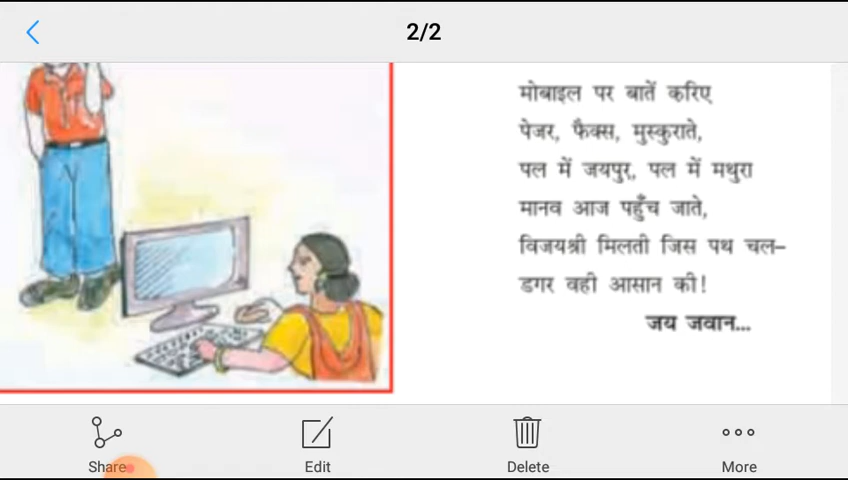 2/2
मोबाइल पर बातें करिए
पेजर, फैक्स, मुस्कुराते,
पल में जयपुर, पल में मथुरा
मानव आज पहुँच जाते,
विजयश्री मिलती जिस पथ चल–
डगर वही आसान की!
जय जवान...
Share
Edit
Delete
More